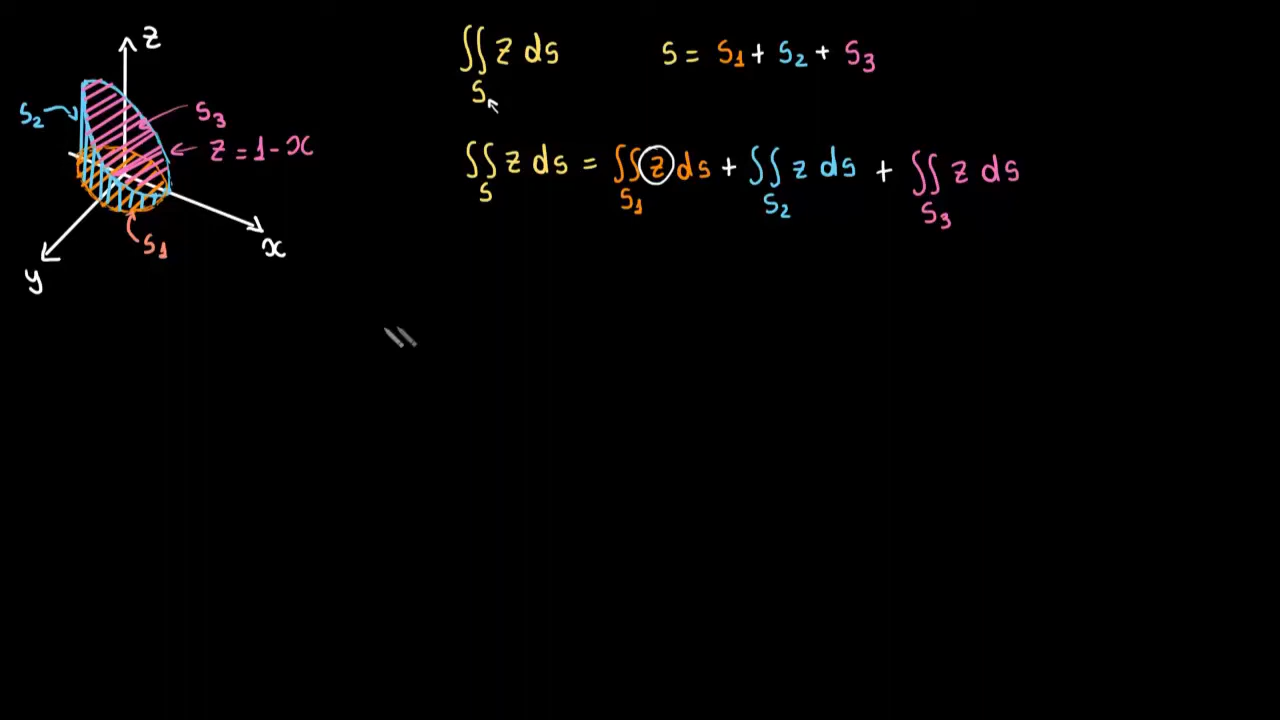 z
S2
S3
z = 1 - x
x
y
S1
∬S z ds    S = S1 + S2 + S3
∬S z ds = ∬S1 z ds + ∬S2 z ds + ∬S3 z ds